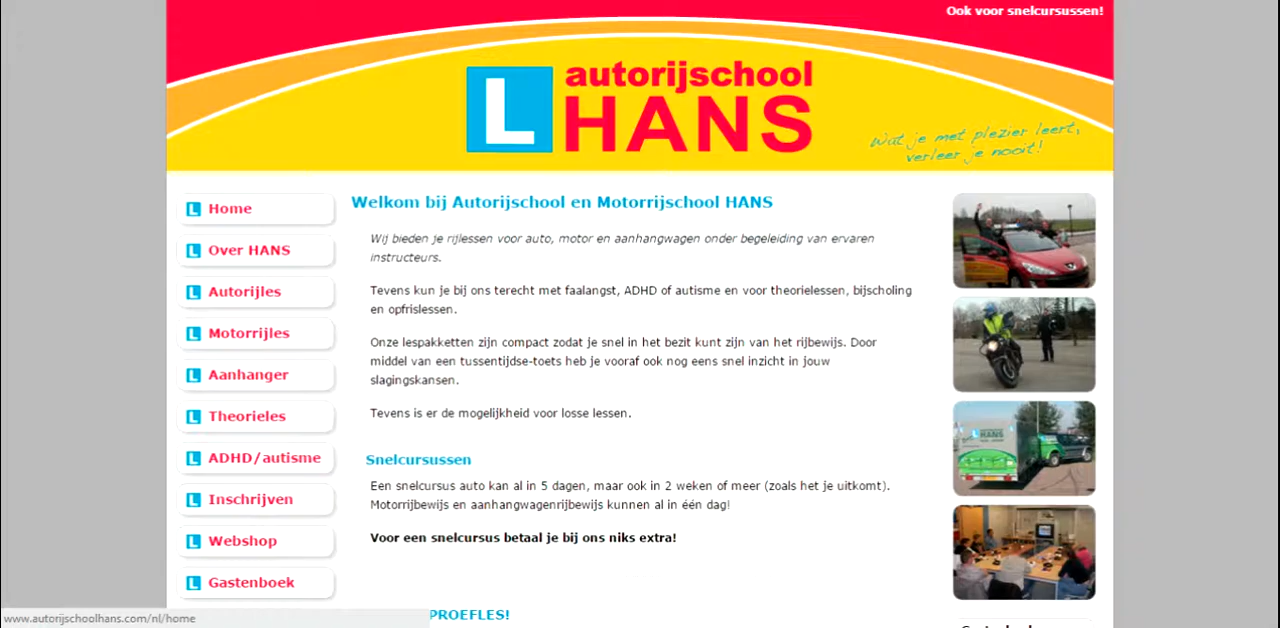 Ook voor snelcursussen!
L autorijschool
HANS
Wat je met plezier leert,
verleer je nooit!
L Home
L Over HANS
L Autorijles
L Motorrijles
L Aanhanger
L Theorieles
L ADHD/autisme
L Inschrijven
L Webshop
L Gastenboek
Welkom bij Autorijschool en Motorrijschool HANS
Wij bieden je rijlessen voor auto, motor en aanhangwagen onder begeleiding van ervaren
instructeurs.
Tevens kun je bij ons terecht met faalangst, ADHD of autisme en voor theorielessen, bijscholing
en opfrislessen.
Onze lespakketten zijn compact zodat je snel in het bezit kunt zijn van het rijbewijs. Door
middel van een tussentijdse-toets heb je vooraf ook nog eens snel inzicht in jouw
slagingskansen.
Tevens is er de mogelijkheid voor losse lessen.
Snelcursussen
Een snelcursus auto kan al in 5 dagen, maar ook in 2 weken of meer (zoals het je uitkomt).
Motorrijbewijs en aanhangwagenrijbewijs kunnen al in één dag!
Voor een snelcursus betaal je bij ons niks extra!
PROEFLES!
HANS
www.autorijschoolhans.com/nl/home